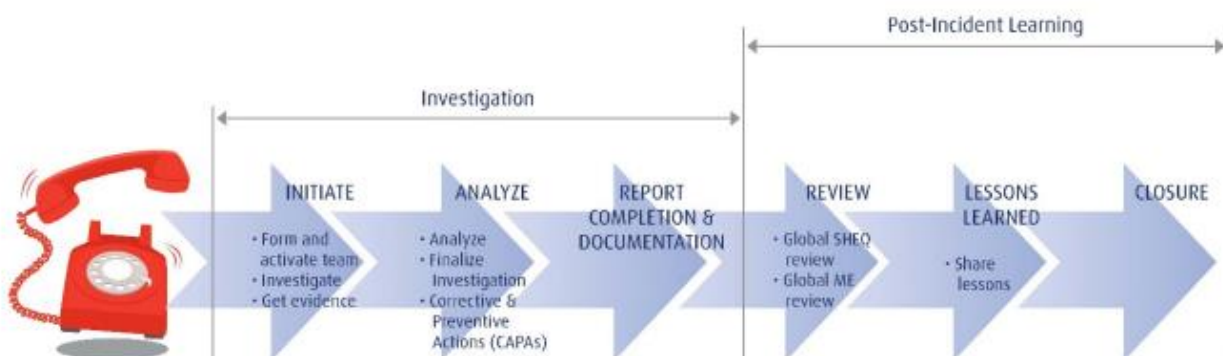 Post-Incident Learning
Investigation
INITIATE
• Form and
activate team
• Investigate
• Get evidence
ANALYZE
• Analyze
• Finalize
Investigation
• Corrective &
Preventive
Actions (CAPAs)
REPORT
COMPLETION &
DOCUMENTATION
REVIEW
• Global SHEQ
review
• Global ME
review
LESSONS
LEARNED
• Share
lessons
CLOSURE